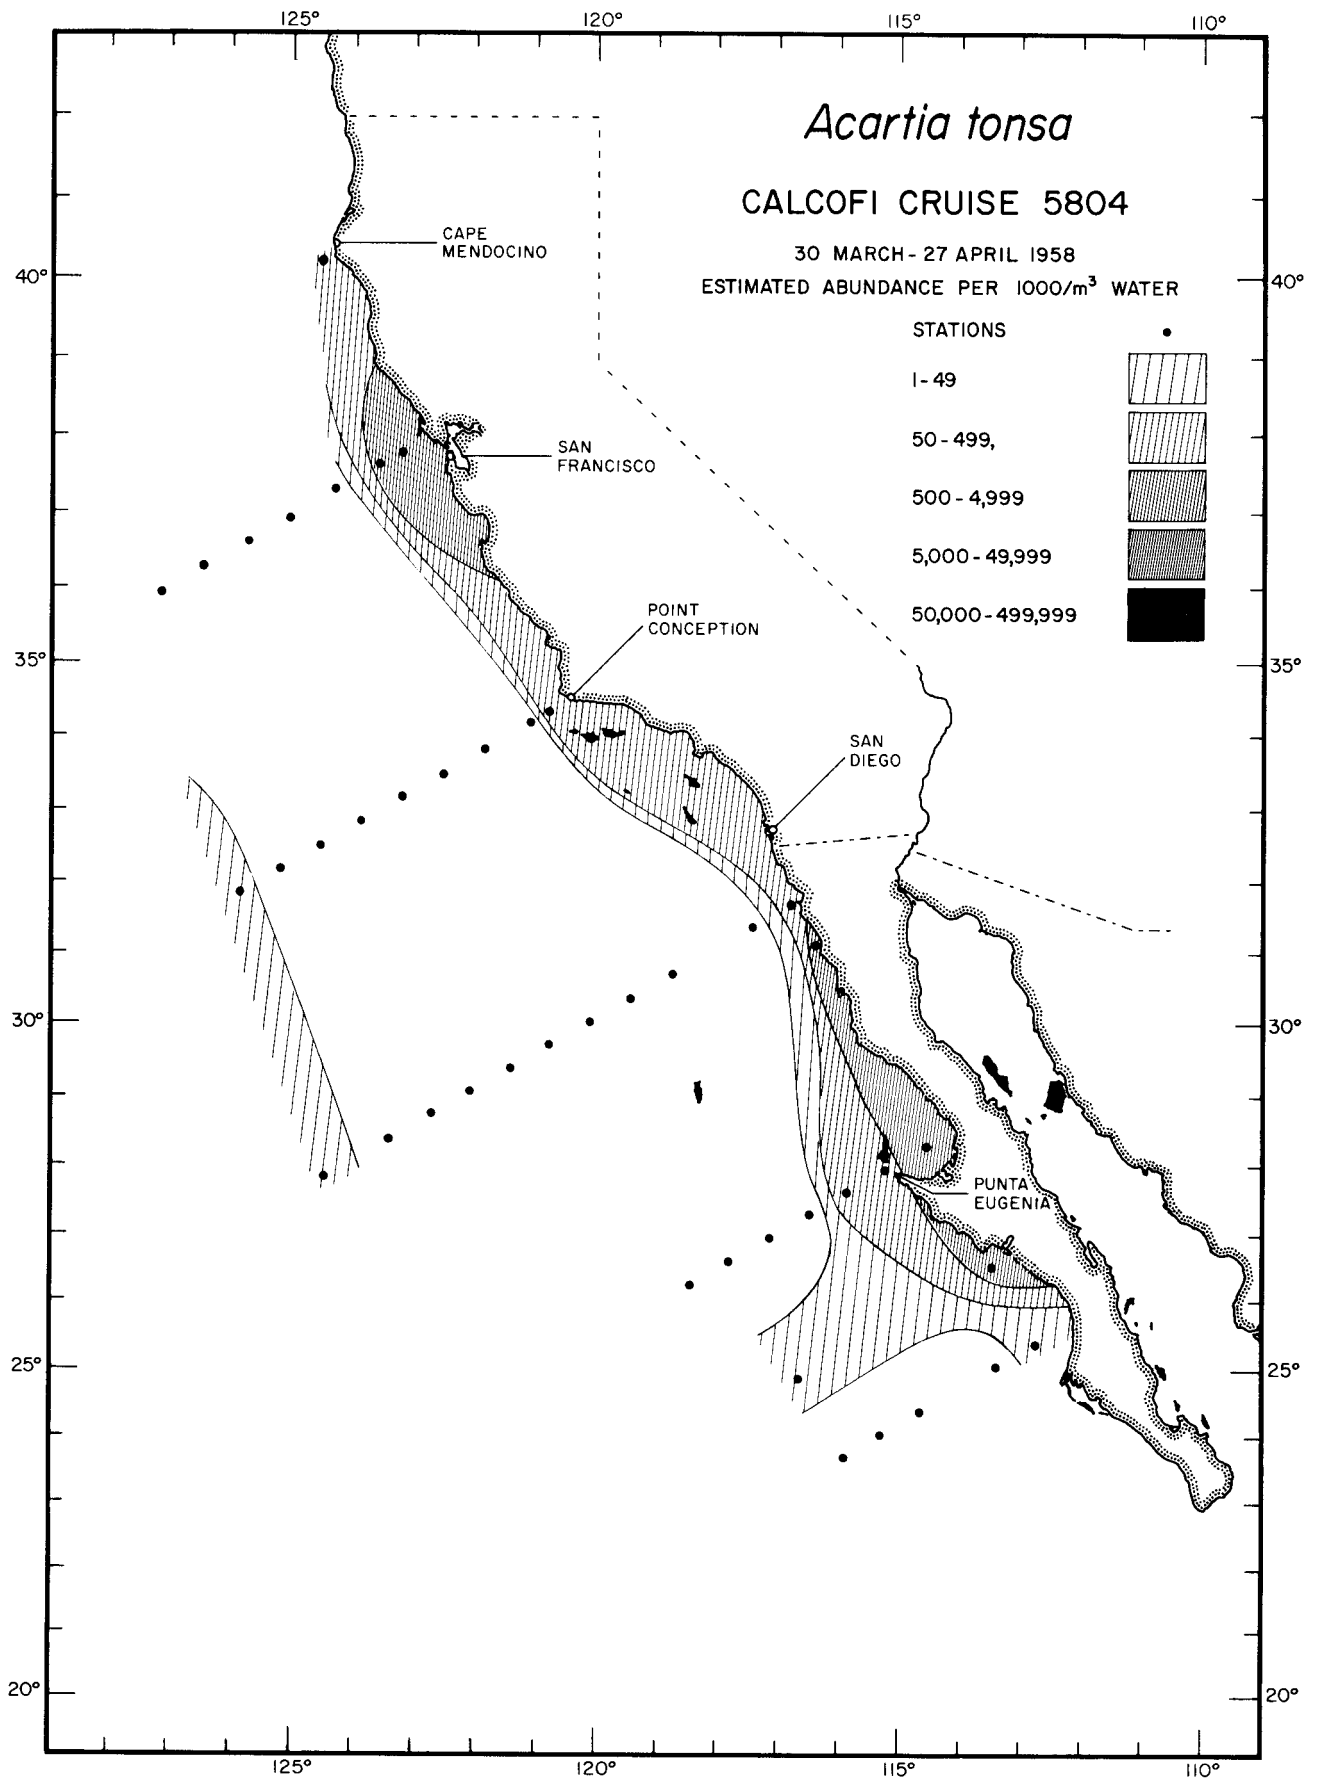 125° 120° 115° 110°
Acartia tonsa
CALCOFI CRUISE 5804
30 MARCH - 27 APRIL 1958
ESTIMATED ABUNDANCE PER 1000/m³ WATER
STATIONS
1 - 49
50 - 499,
500 - 4,999
5,000 - 49,999
50,000 - 499,999
CAPE
MENDOCINO
40° 40°
SAN
FRANCISCO
POINT
CONCEPTION
35° 35°
SAN
DIEGO
30° 30°
PUNTA
EUGENIA
25° 25°
20° 20°
125° 120° 115° 110°